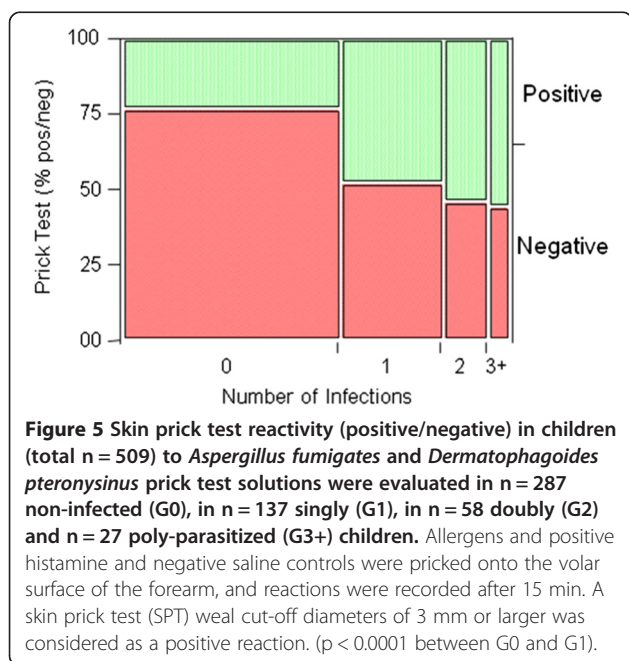 100
75
50
25
00
Prick Test (% pos/neg)
Positive
Negative
0 1 2 3+
Number of Infections
Figure 5 Skin prick test reactivity (positive/negative) in children
(total n = 509) to Aspergillus fumigates and Dermatophagoides
pteronysinus prick test solutions were evaluated in n = 287
non-infected (G0), in n = 137 singly (G1), in n = 58 doubly (G2)
and n = 27 poly-parasitized (G3+) children. Allergens and positive
histamine and negative saline controls were pricked onto the volar
surface of the forearm, and reactions were recorded after 15 min. A
skin prick test (SPT) weal cut-off diameters of 3 mm or larger was
considered as a positive reaction. (p < 0.0001 between G0 and G1).